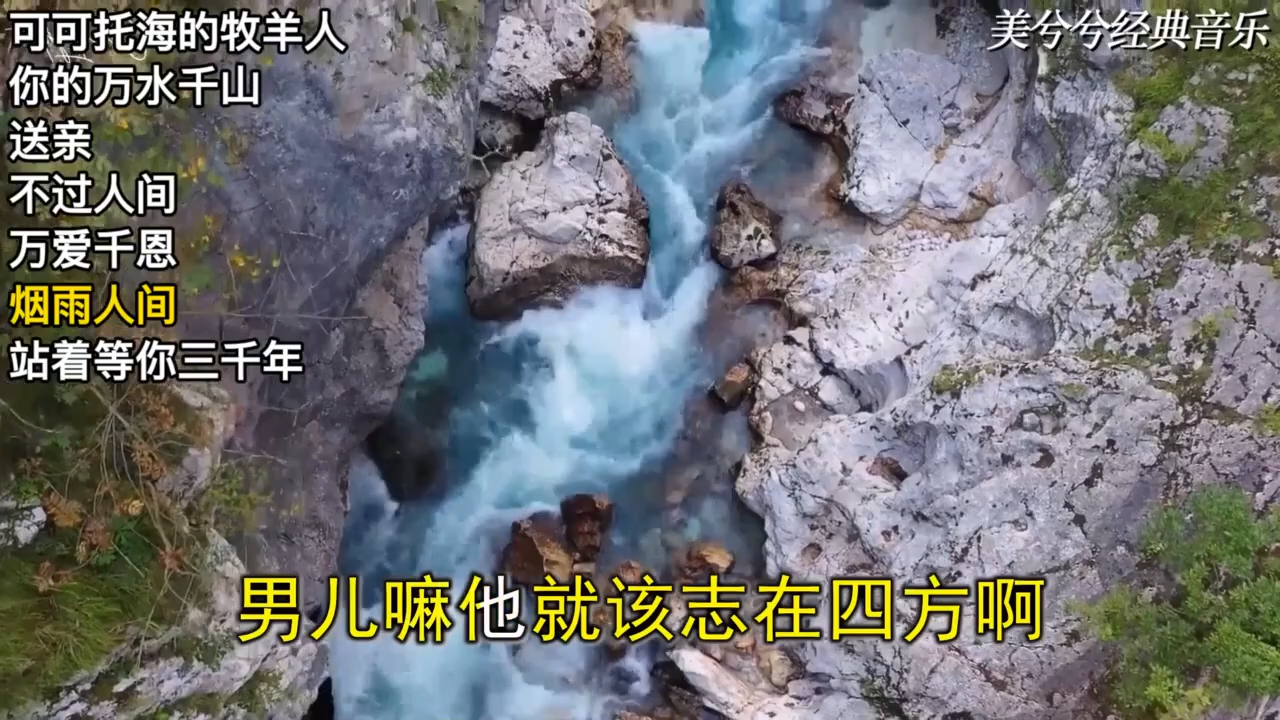 可可托海的牧羊人
美兮兮经典音乐
你的万水千山
送亲
不过人间
万爱千恩
烟雨人间
站着等你三千年
男儿嘛他就该志在四方啊